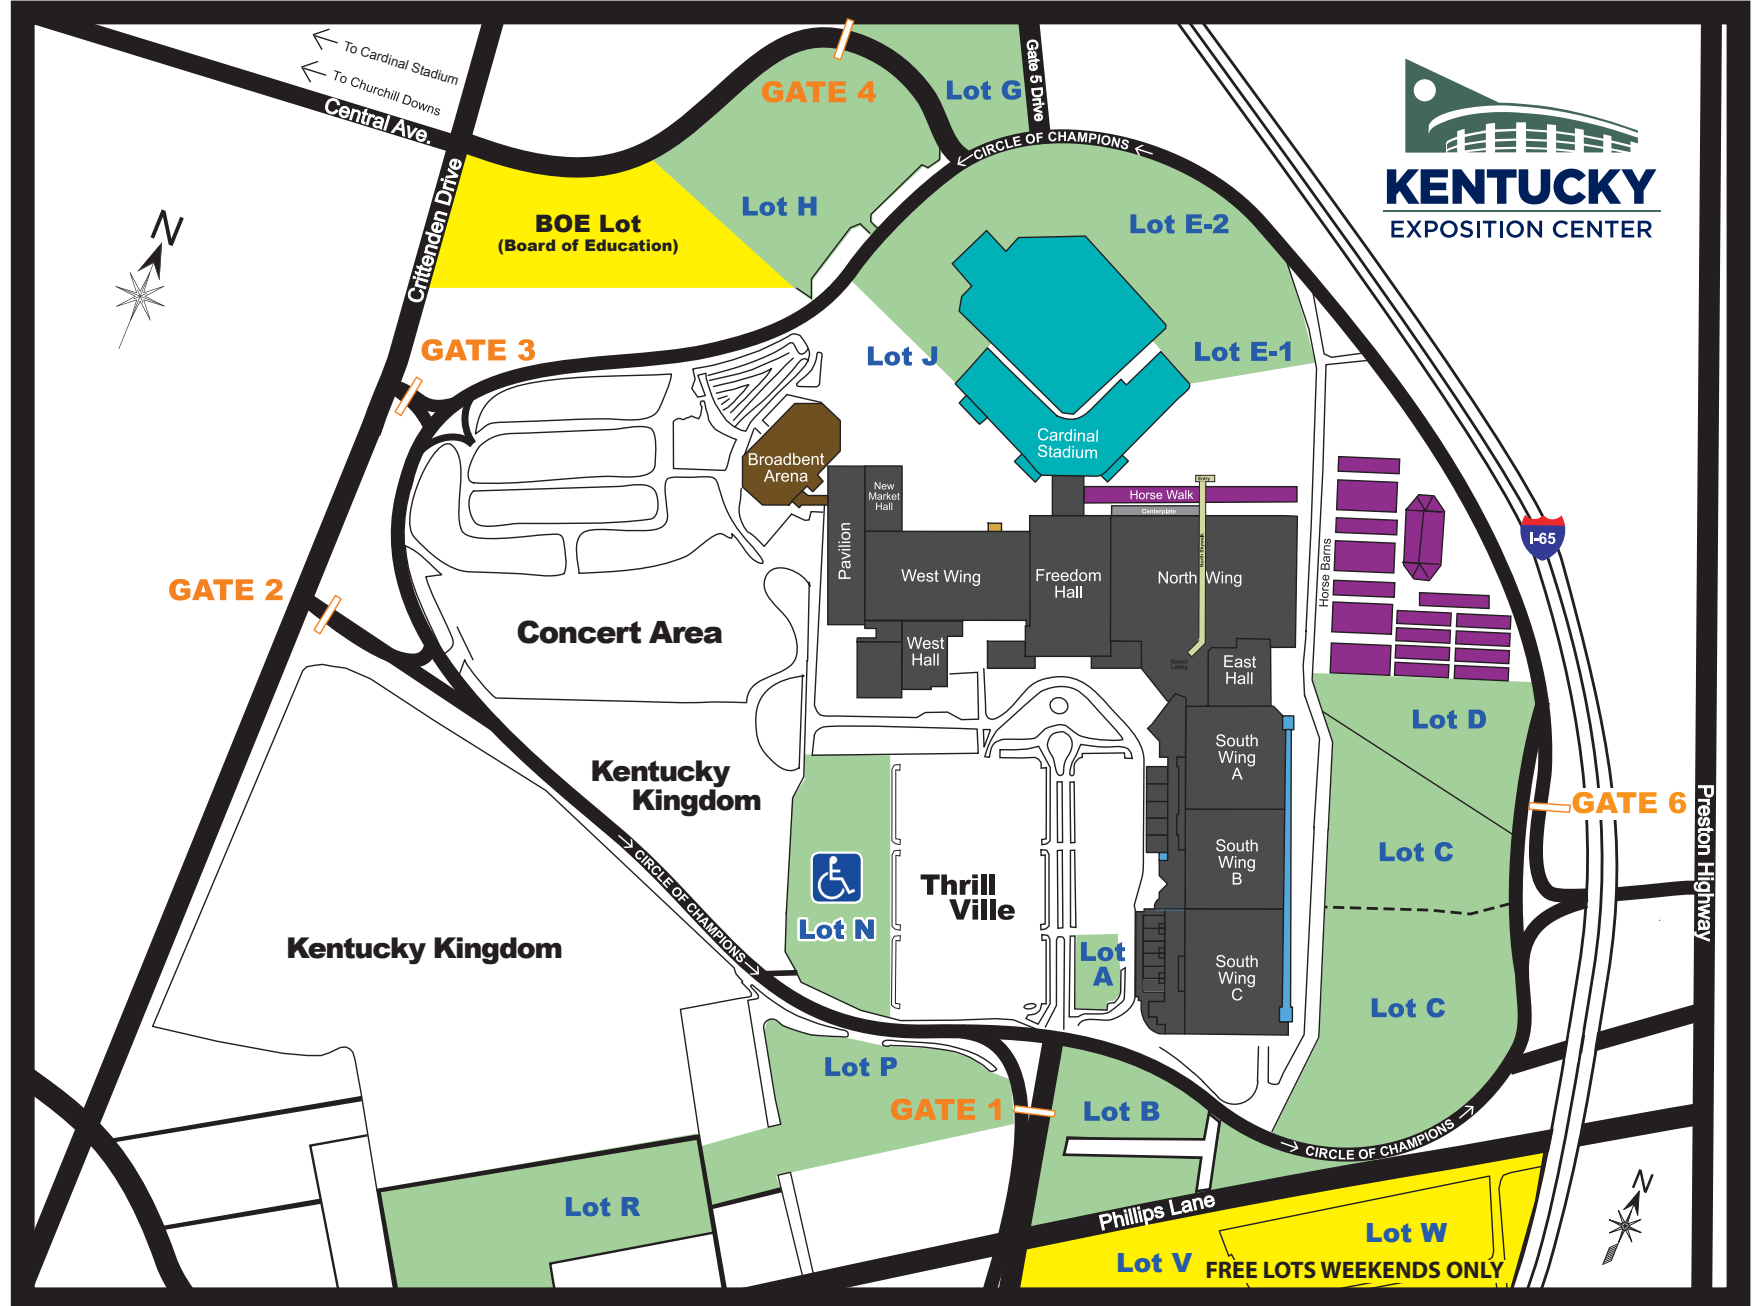 To Cardinal Stadium
To Churchill Downs
Central Ave.
GATE 4
Lot G
Gate 5 Drive
CIRCLE OF CHAMPIONS
KENTUCKY
EXPOSITION CENTER
N
Crittenden Drive
BOE Lot
(Board of Education)
Lot H
Lot E-2
GATE 3
Lot J
Lot E-1
Cardinal
Stadium
Broadbent
Arena
New
Market
Hall
Pavilion
Entry
Horse Walk
Centerplate
North Skywalk
West Wing
Freedom
Hall
North Wing
Horse Barns
I-65
GATE 2
Concert Area
West
Hall
Grand
Lobby
East
Hall
Lot D
South
Wing
A
Kentucky
Kingdom
GATE 6
Preston Highway
South
Wing
B
Lot C
CIRCLE OF CHAMPIONS
Lot N
Thrill
Ville
Kentucky Kingdom
Lot
A
South
Wing
C
Lot C
Lot P
GATE 1
Lot B
CIRCLE OF CHAMPIONS
Lot R
Phillips Lane
N
Lot W
Lot V
FREE LOTS WEEKENDS ONLY